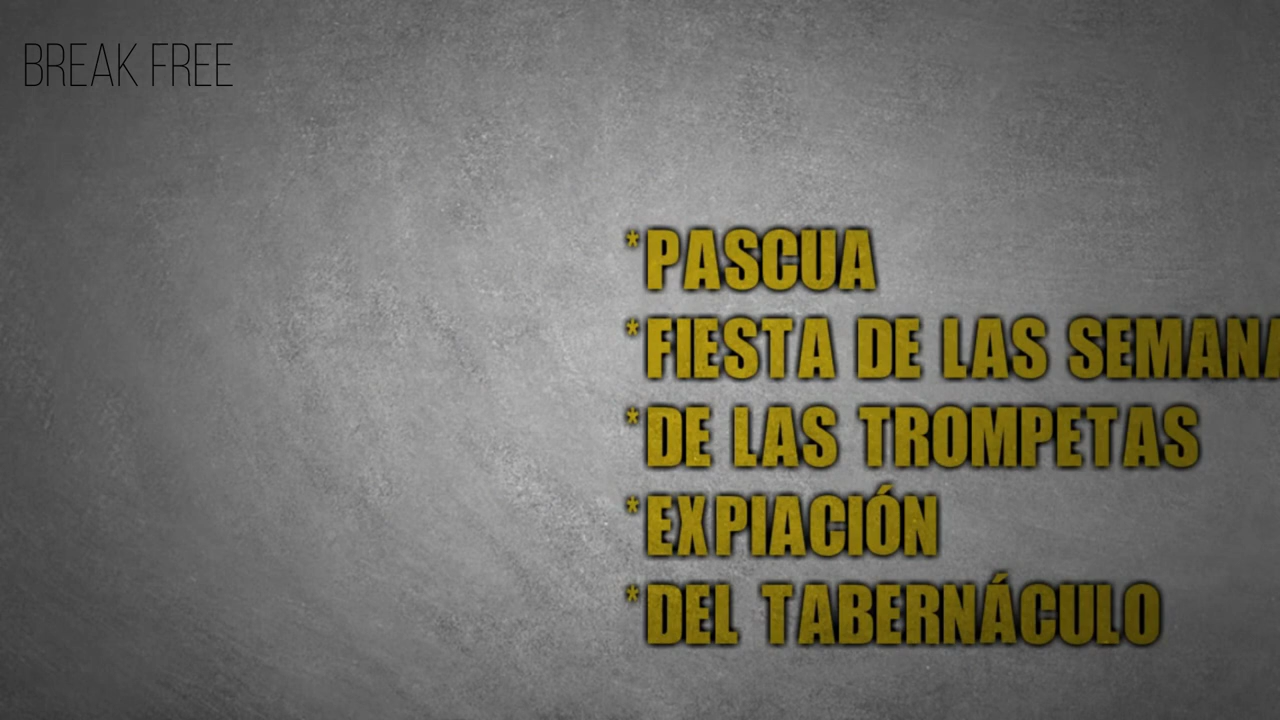 BREAK FREE
*PASCUA
*FIESTA DE LAS SEMANA
*DE LAS TROMPETAS
*EXPIACIÓN
*DEL TABERNÁCULO